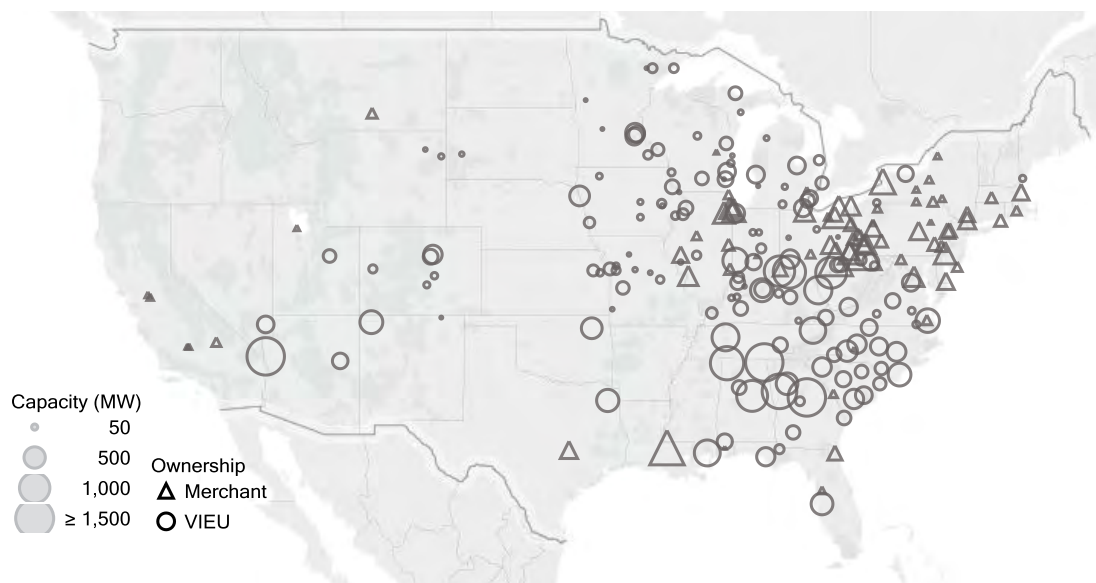 Capacity (MW)
50
500
1,000
≥ 1,500
Ownership
Merchant
VIEU